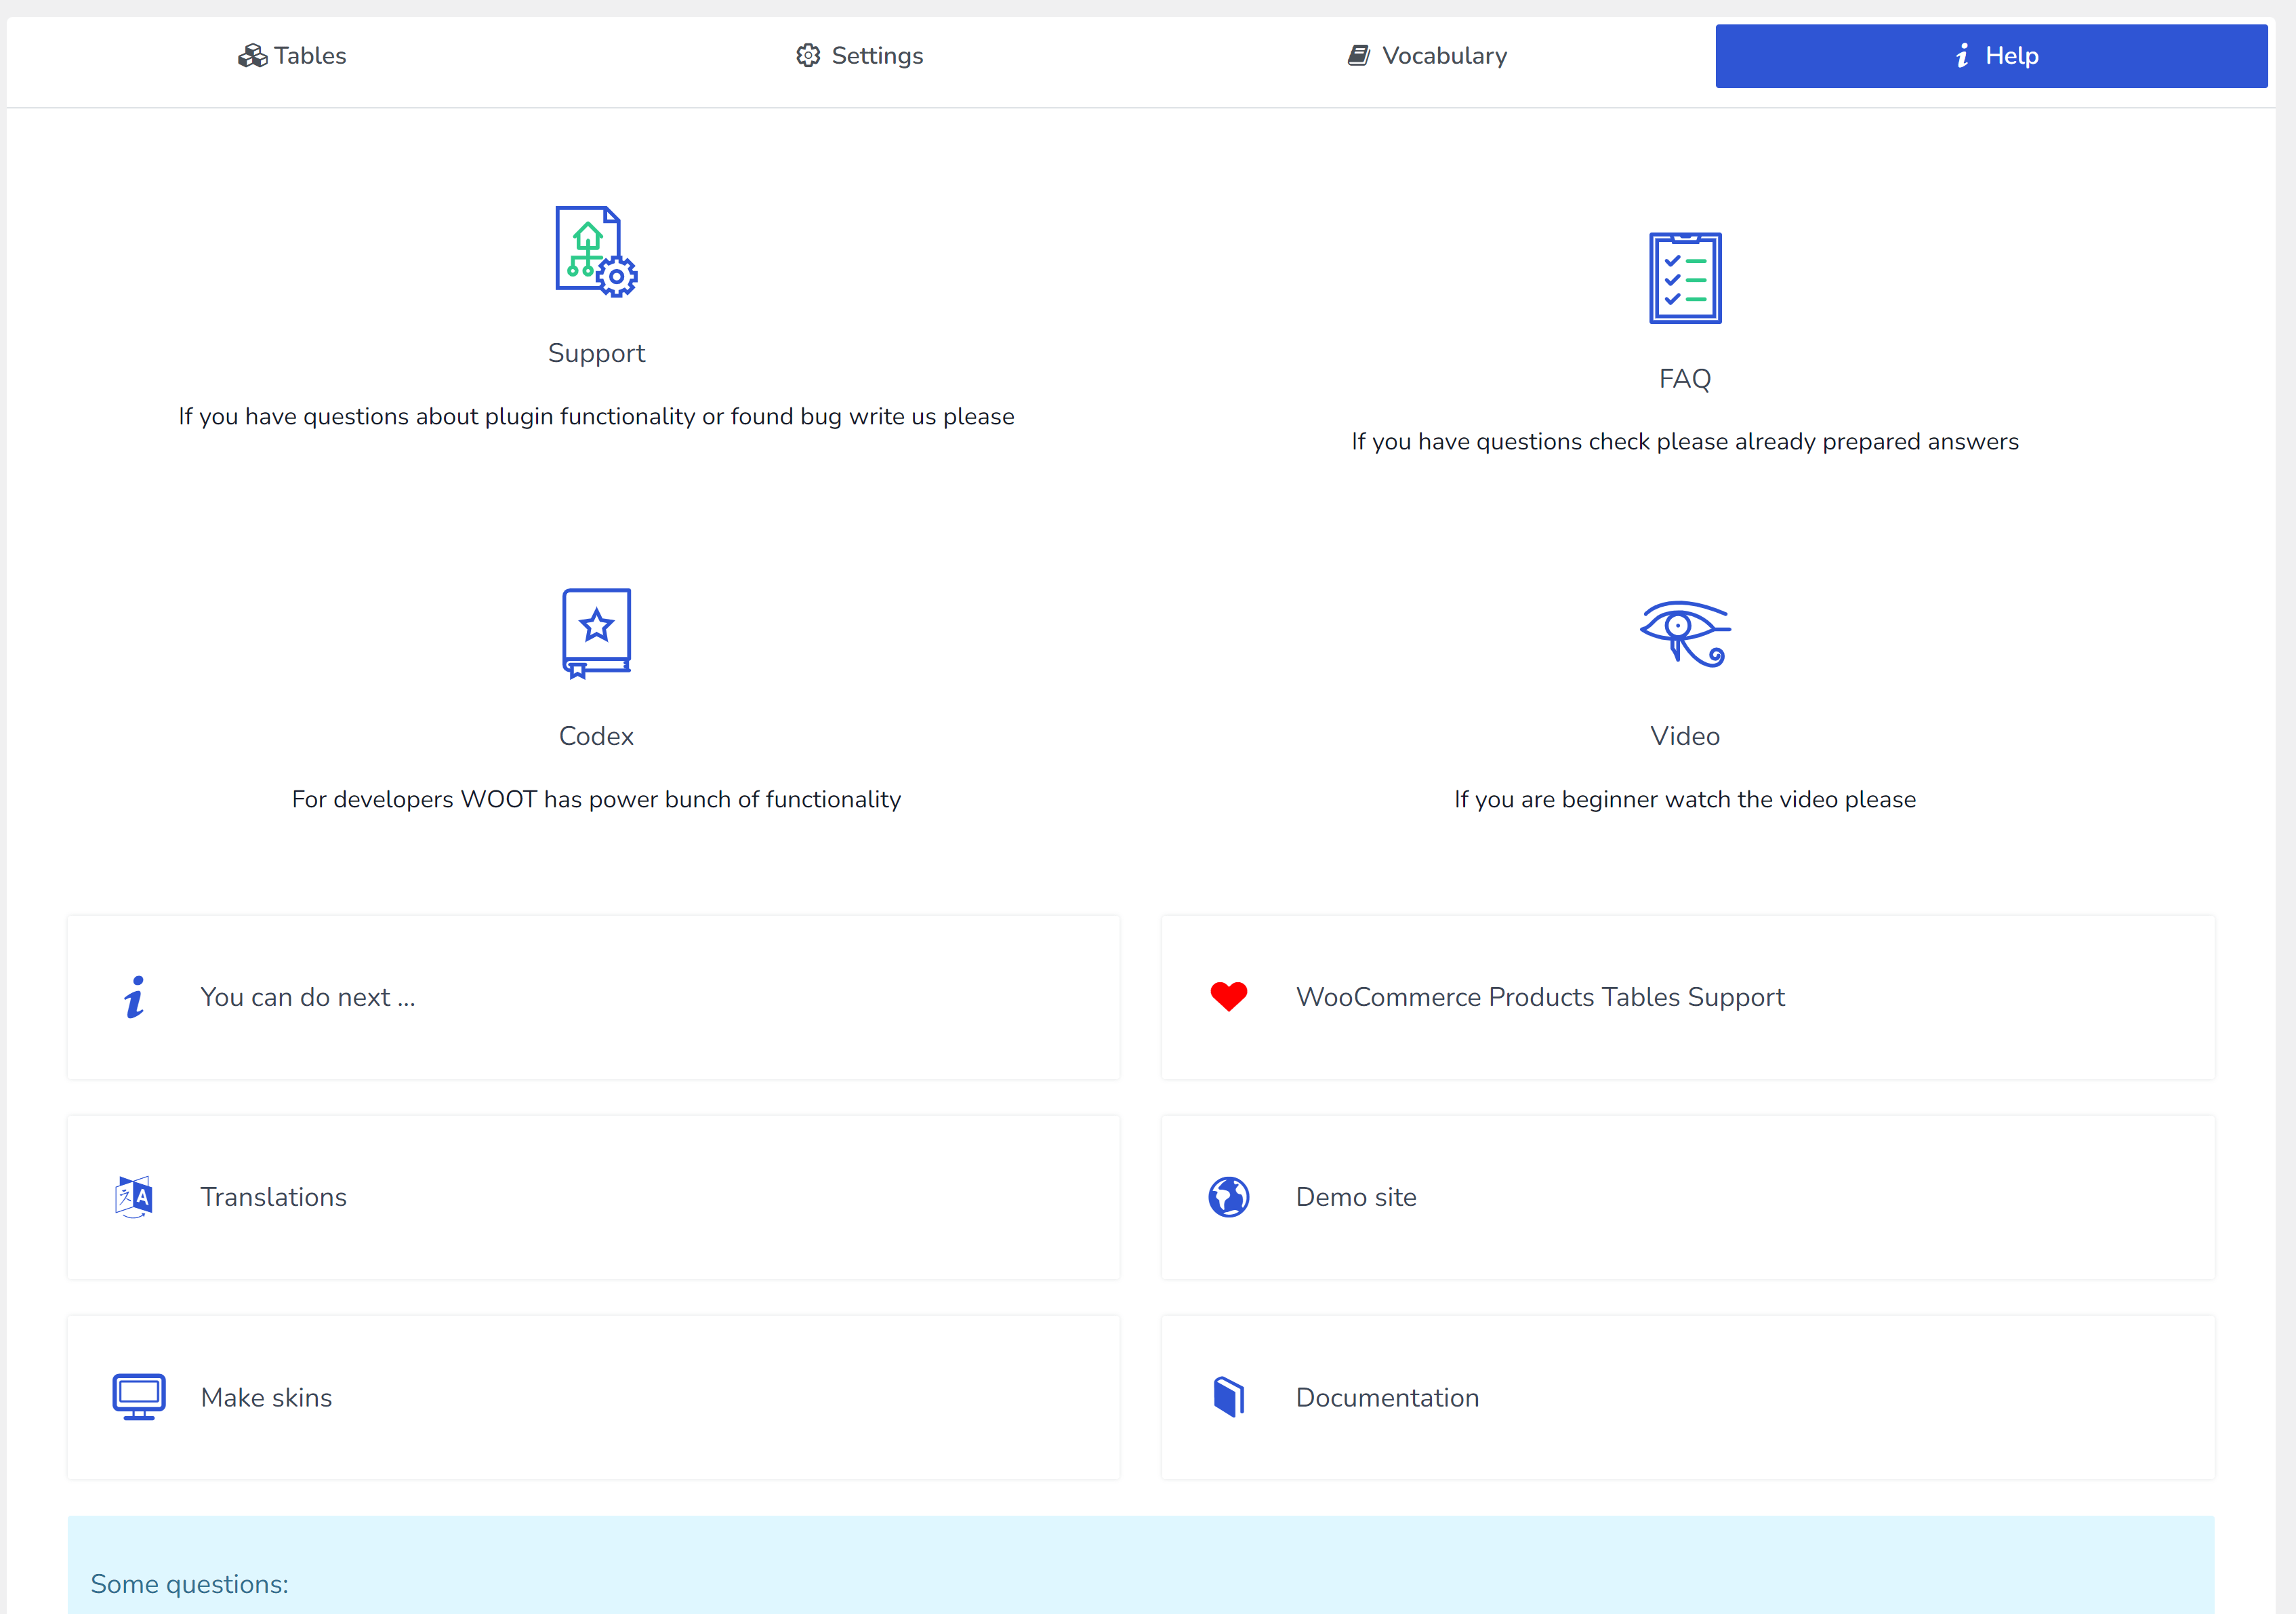 Tables
Settings
Vocabulary
Help
Support
If you have questions about plugin functionality or found bug write us please
FAQ
If you have questions check please already prepared answers
Codex
For developers WOOT has power bunch of functionality
Video
If you are beginner watch the video please
You can do next ...
WooCommerce Products Tables Support
Translations
Demo site
Make skins
Documentation
Some questions: